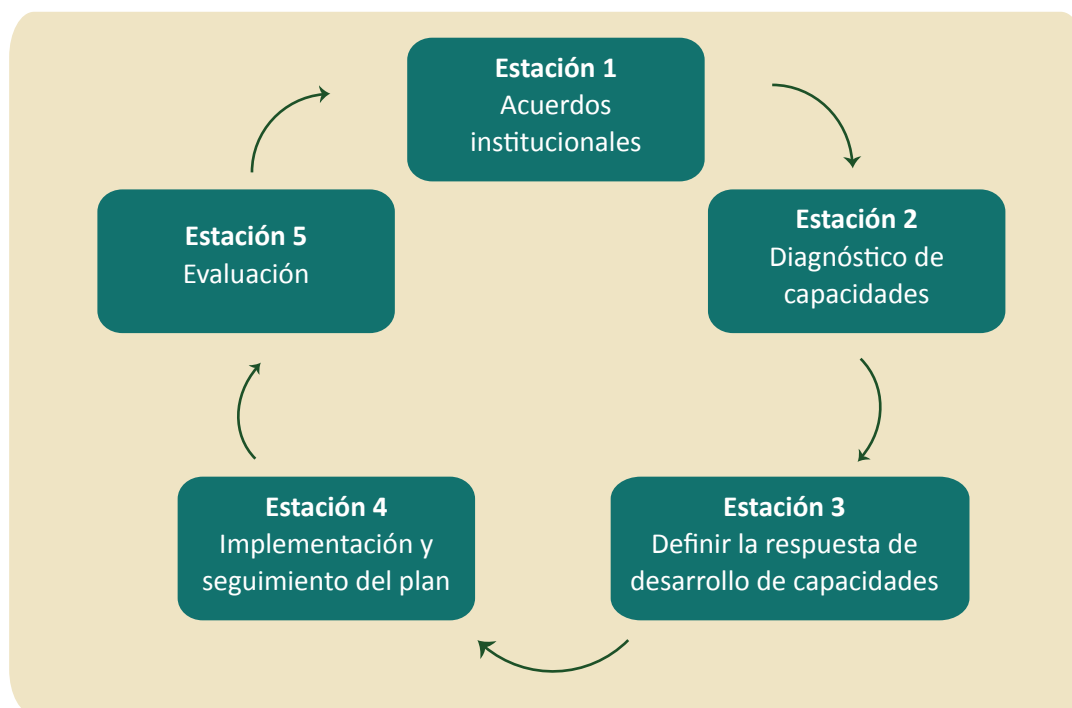 Estación 1
Acuerdos
institucionales
Estación 2
Diagnóstico de
capacidades
Estación 3
Definir la respuesta de
desarrollo de capacidades
Estación 4
Implementación y
seguimiento del plan
Estación 5
Evaluación